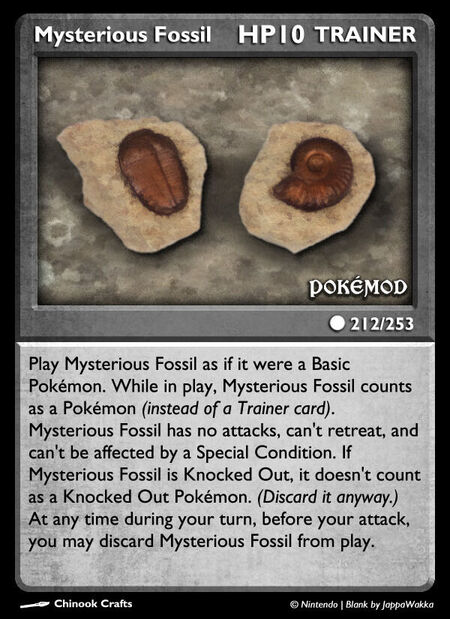 Mysterious Fossil HP10 TRAINER
POKÉMOD
212/253
Play Mysterious Fossil as if it were a Basic
Pokémon. While in play, Mysterious Fossil counts
as a Pokémon (instead of a Trainer card).
Mysterious Fossil has no attacks, can't retreat, and
can't be affected by a Special Condition. If
Mysterious Fossil is Knocked Out, it doesn't count
as a Knocked Out Pokémon. (Discard it anyway.)
At any time during your turn, before your attack,
you may discard Mysterious Fossil from play.
Chinook Crafts © Nintendo | Blank by JappaWakka